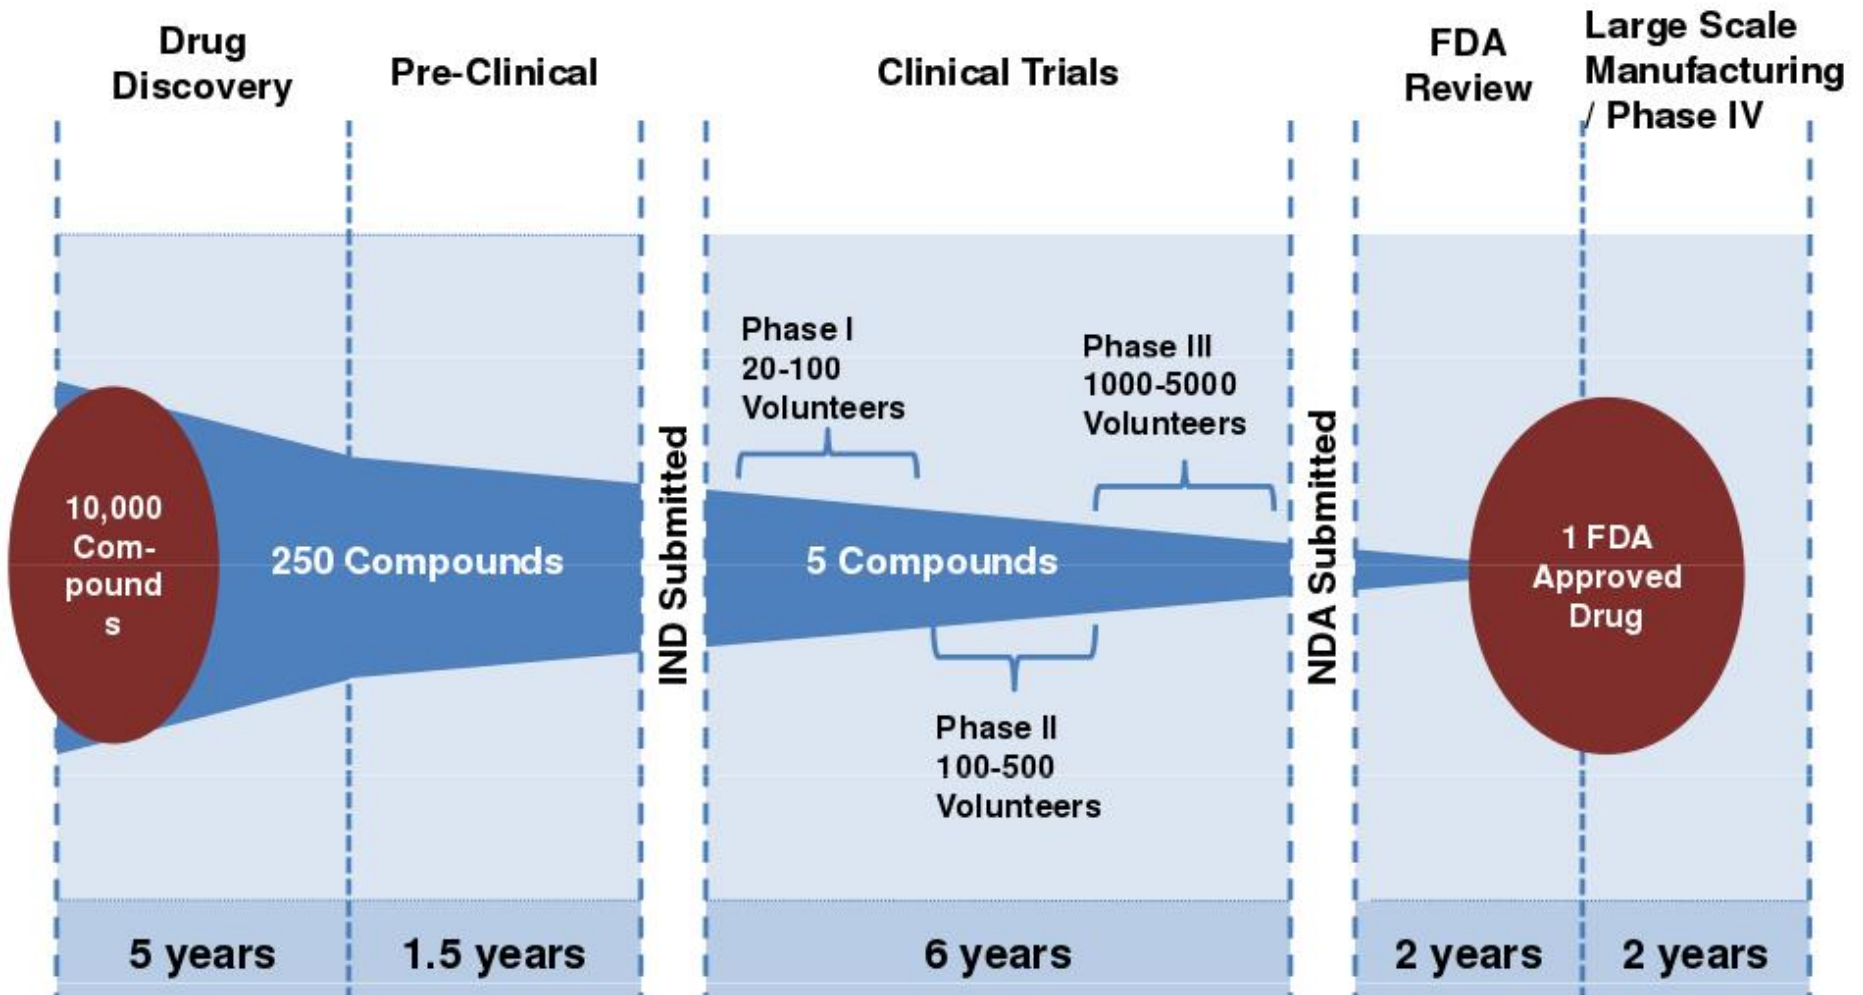 Drug
Discovery
Pre-Clinical
Clinical Trials
FDA
Review
Large Scale
Manufacturing
/ Phase IV
10,000
Com-
pound
s
250 Compounds
IND Submitted
Phase I
20-100
Volunteers
5 Compounds
Phase II
100-500
Volunteers
Phase III
1000-5000
Volunteers
NDA Submitted
1 FDA
Approved
Drug
5 years
1.5 years
6 years
2 years
2 years